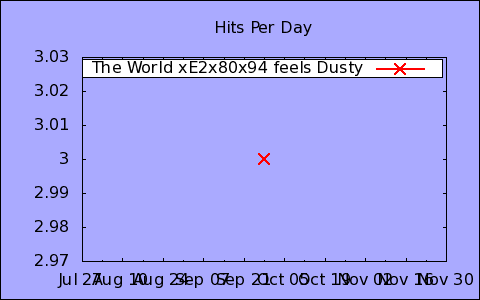 Hits Per Day
3.03
The World xE2x80x94 feels Dusty
3.02
3.01
3
2.99
2.98
2.97
Jul 27 Aug 10 Aug 24 Sep 07 Sep 21 Oct 05 Oct 19 Nov 02 Nov 16 Nov 30